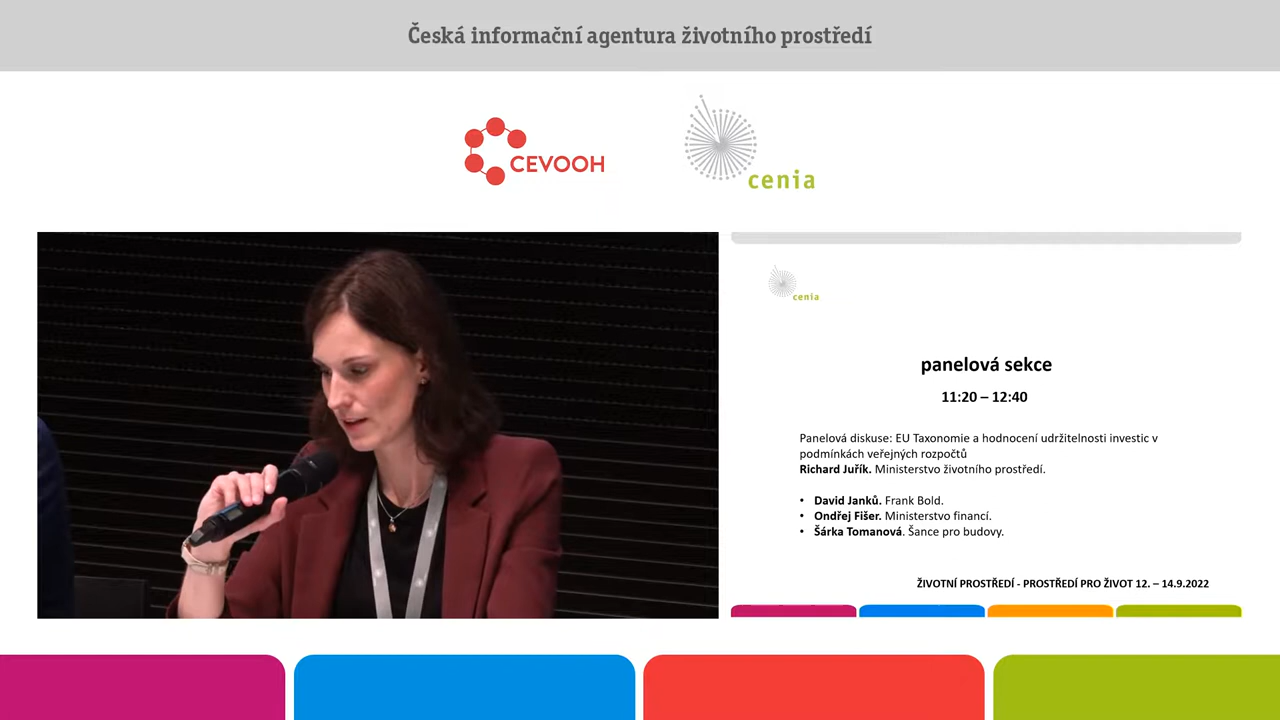 Česká informační agentura životního prostředí
CEVOOH
cenia
cenia
panelová sekce
11:20 – 12:40
Panelová diskuse: EU Taxonomie a hodnocení udržitelnosti investic v
podmínkách veřejných rozpočtů
Richard Juřík. Ministerstvo životního prostředí.
• David Janků. Frank Bold.
• Ondřej Fišer. Ministerstvo financí.
• Šárka Tomanová. Šance pro budovy.
ŽIVOTNÍ PROSTŘEDÍ - PROSTŘEDÍ PRO ŽIVOT 12. – 14.9.2022